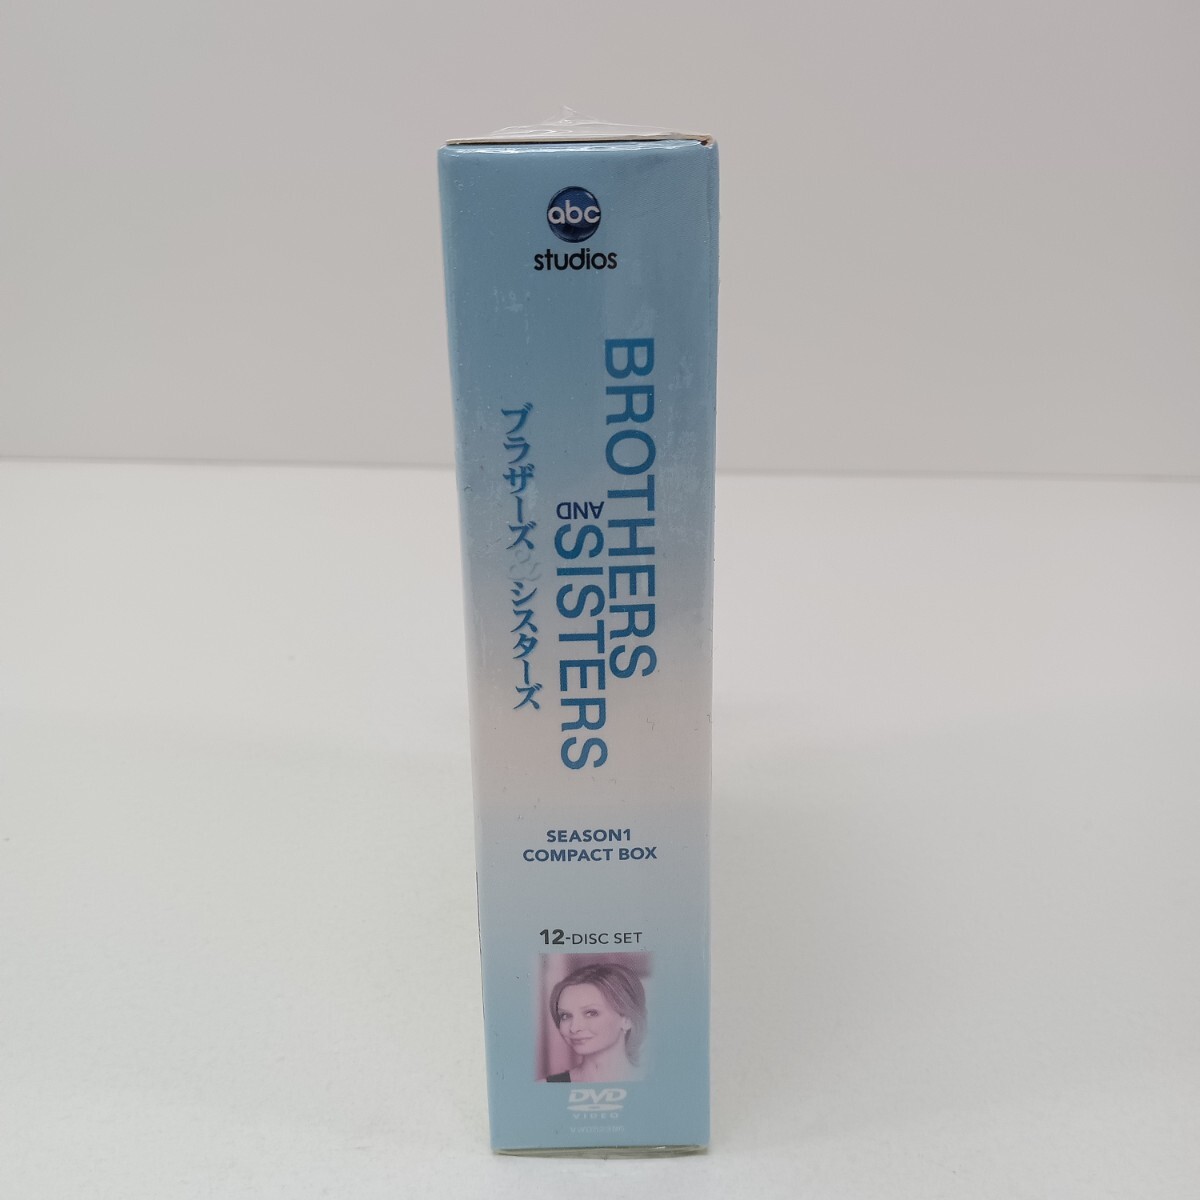 abc
studios
BROTHERS
AND
SISTERS
ブラザーズ&シスターズ
SEASON1
COMPACT BOX
12-DISC SET
DVD
VIDEO